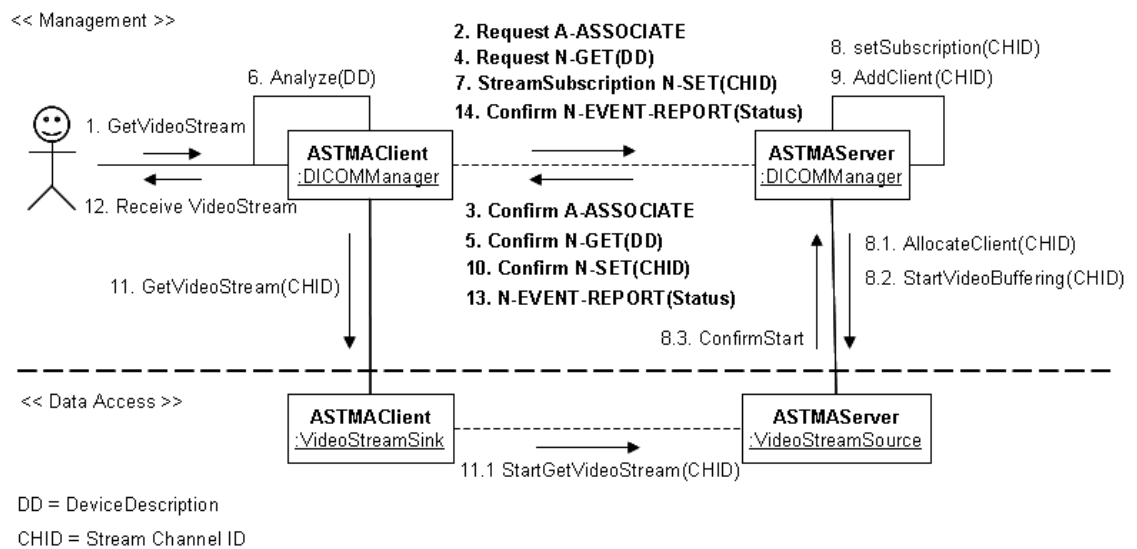 << Management >>
2. Request A-ASSOCIATE
4. Request N-GET(DD)
7. StreamSubscription N-SET(CHID)
14. Confirm N-EVENT-REPORT(Status)
8. setSubscription(CHID)
9. AddClient(CHID)
6. Analyze(DD)
1. GetVideoStream
ASTMAClient
:DICOMManager
ASTMAServer
:DICOMManager
12. Receive VideoStream
3. Confirm A-ASSOCIATE
5. Confirm N-GET(DD)
10. Confirm N-SET(CHID)
13. N-EVENT-REPORT(Status)
8.1. AllocateClient(CHID)
8.2. StartVideoBuffering(CHID)
11. GetVideoStream(CHID)
8.3. ConfirmStart
<< Data Access >>
ASTMAClient
:VideoStreamSink
ASTMAServer
:VideoStreamSource
11.1 StartGetVideoStream(CHID)
DD = DeviceDescription
CHID = Stream Channel ID